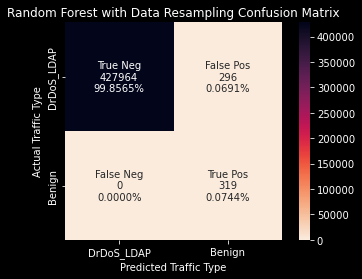 Random Forest with Data Resampling Confusion Matrix
Actual Traffic Type
DrDoS_LDAP
Benign
True Neg
427964
99.8565%
False Pos
296
0.0691%
False Neg
0
0.0000%
True Pos
319
0.0744%
DrDoS_LDAP
Benign
Predicted Traffic Type
400000
350000
300000
250000
200000
150000
100000
50000
0